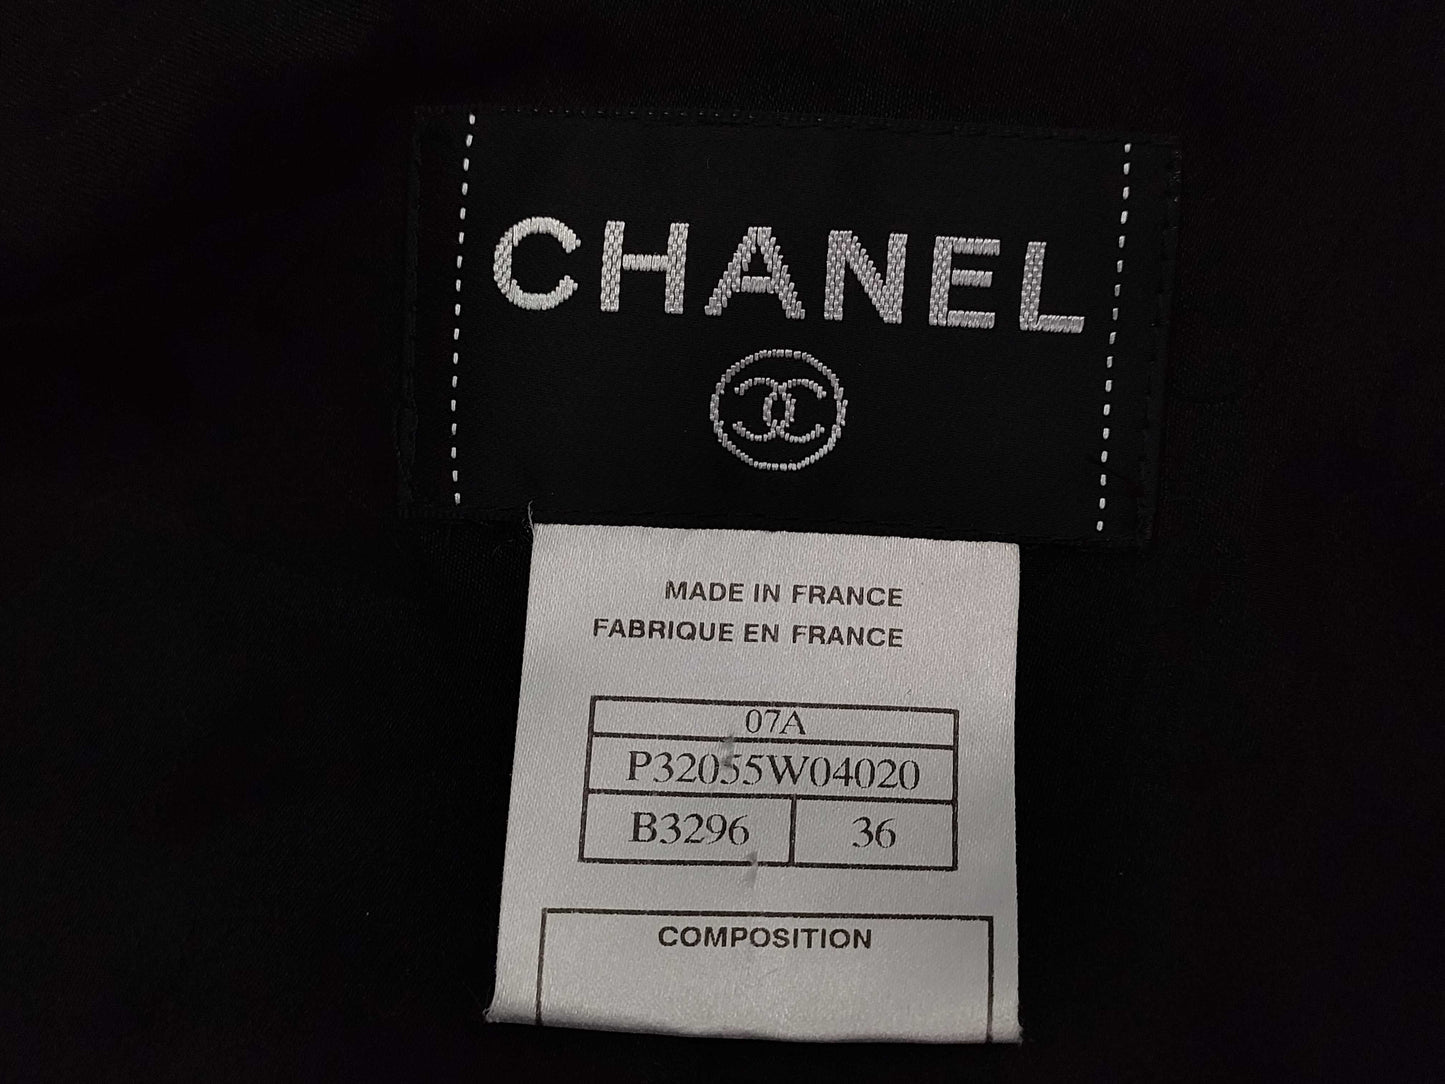 CHANEL
MADE IN FRANCE
FABRIQUE EN FRANCE
07A
P32055W04020
B3296 36
COMPOSITION